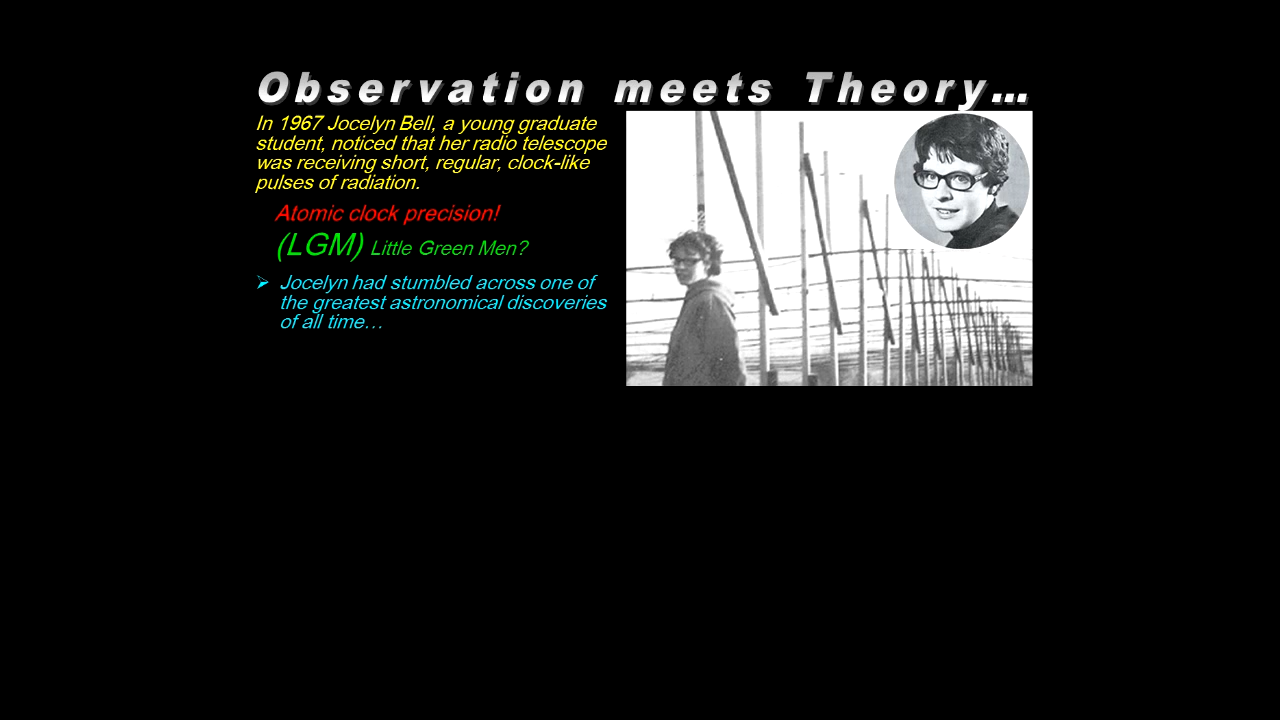 Observation meets Theory…
In 1967 Jocelyn Bell, a young graduate
student, noticed that her radio telescope
was receiving short, regular, clock-like
pulses of radiation.
Atomic clock precision!
(LGM) Little Green Men?
➢ Jocelyn had stumbled across one of
the greatest astronomical discoveries
of all time…